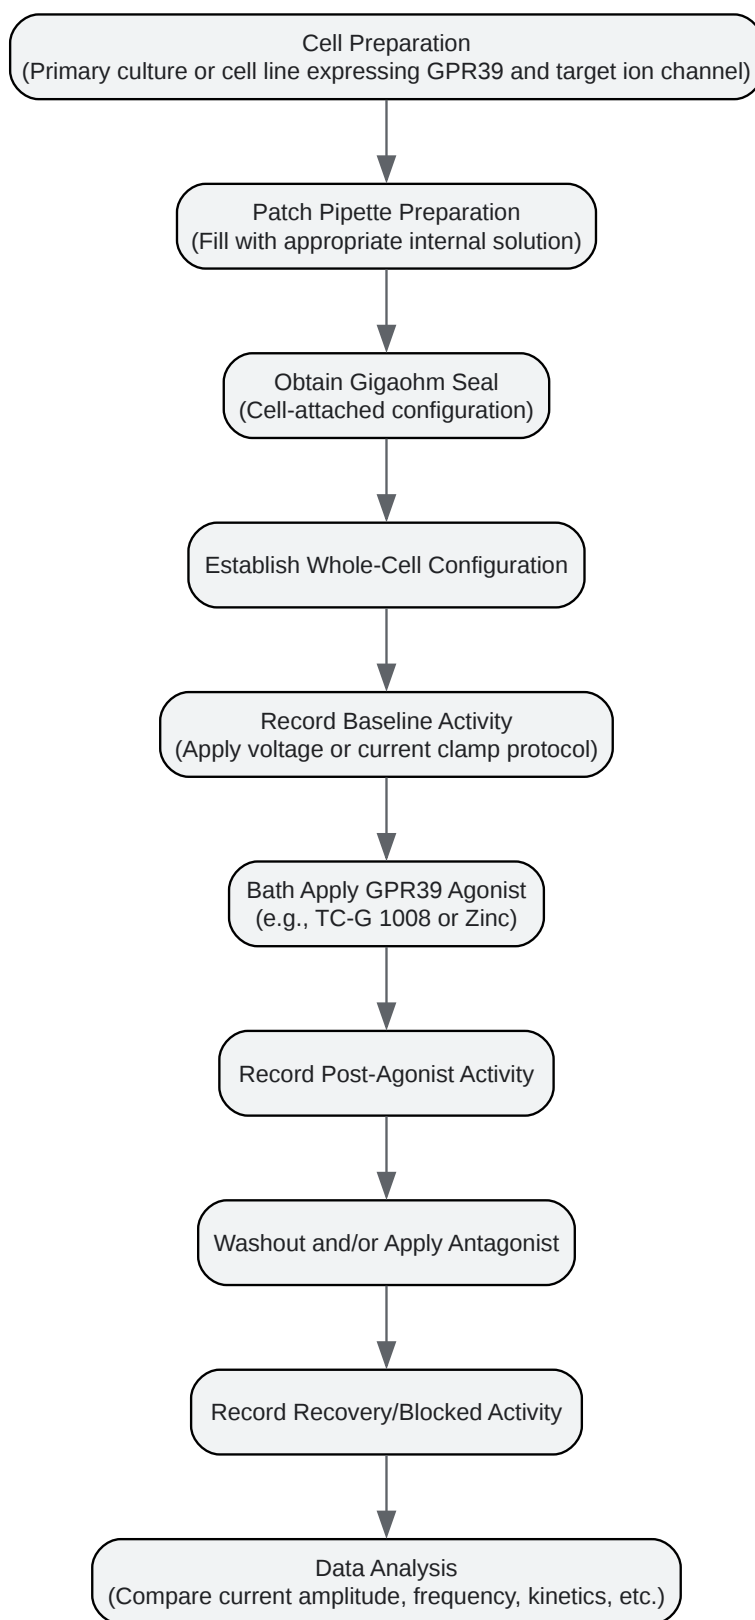 Cell Preparation
(Primary culture or cell line expressing GPR39 and target ion channel)
Patch Pipette Preparation
(Fill with appropriate internal solution)
Obtain Gigaohm Seal
(Cell-attached configuration)
Establish Whole-Cell Configuration
Record Baseline Activity
(Apply voltage or current clamp protocol)
Bath Apply GPR39 Agonist
(e.g., TC-G 1008 or Zinc)
Record Post-Agonist Activity
Washout and/or Apply Antagonist
Record Recovery/Blocked Activity
Data Analysis
(Compare current amplitude, frequency, kinetics, etc.)